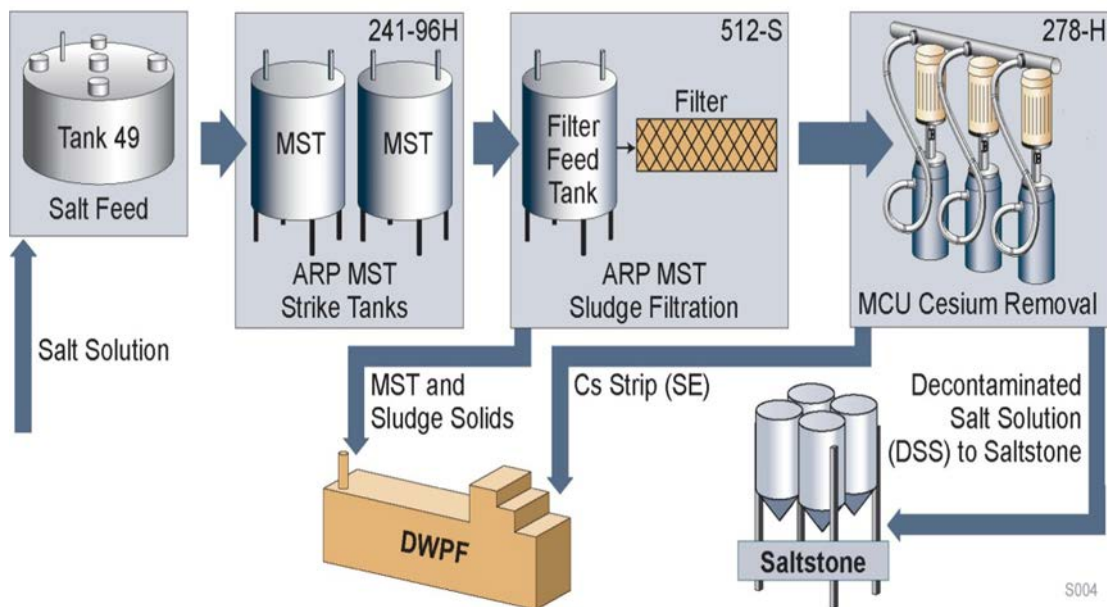 Tank 49
Salt Feed
Salt Solution
241-96H
MST
MST
ARP MST
Strike Tanks
512-S
Filter
Feed
Tank
Filter
ARP MST
Sludge Filtration
278-H
MCU Cesium Removal
MST and
Sludge Solids
Cs Strip (SE)
Decontaminated
Salt Solution
(DSS) to Saltstone
DWPF
Saltstone
S004